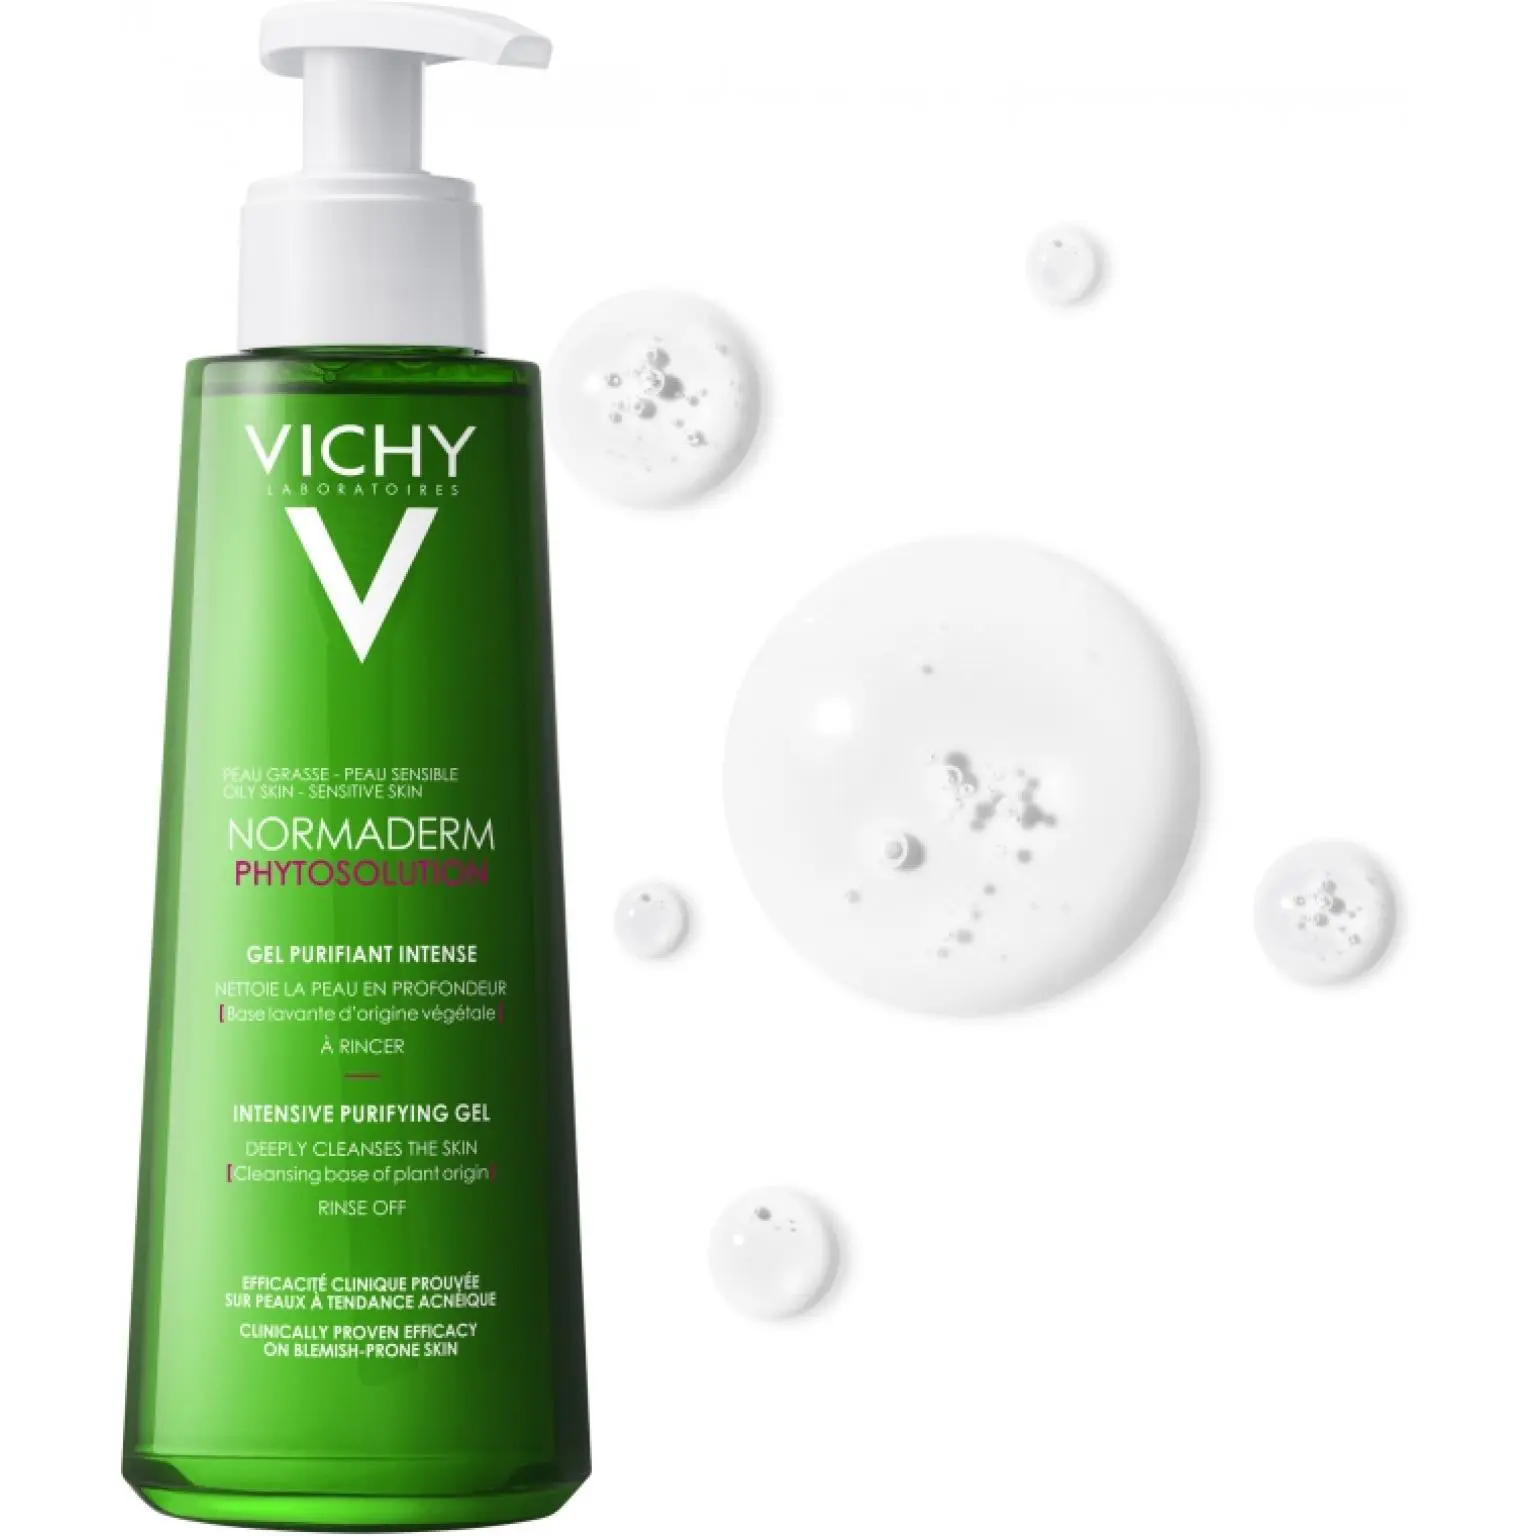 VICHY
LABORATOIRES
V
PEAU GRASSE - PEAU SENSIBLE
OILY SKIN - SENSITIVE SKIN
NORMADERM
PHYTOSOLUTION
GEL PURIFIANT INTENSE
NETTOIE LA PEAU EN PROFONDEUR
[Base lavante d'origine végétale]
À RINCER
INTENSIVE PURIFYING GEL
DEEPLY CLEANSES THE SKIN
[Cleansing base of plant origin]
RINSE OFF
EFFICACITÉ CLINIQUE PROUVÉE
SUR PEAUX À TENDANCE ACNÉIQUE
CLINICALLY PROVEN EFFICACY
ON BLEMISH-PRONE SKIN